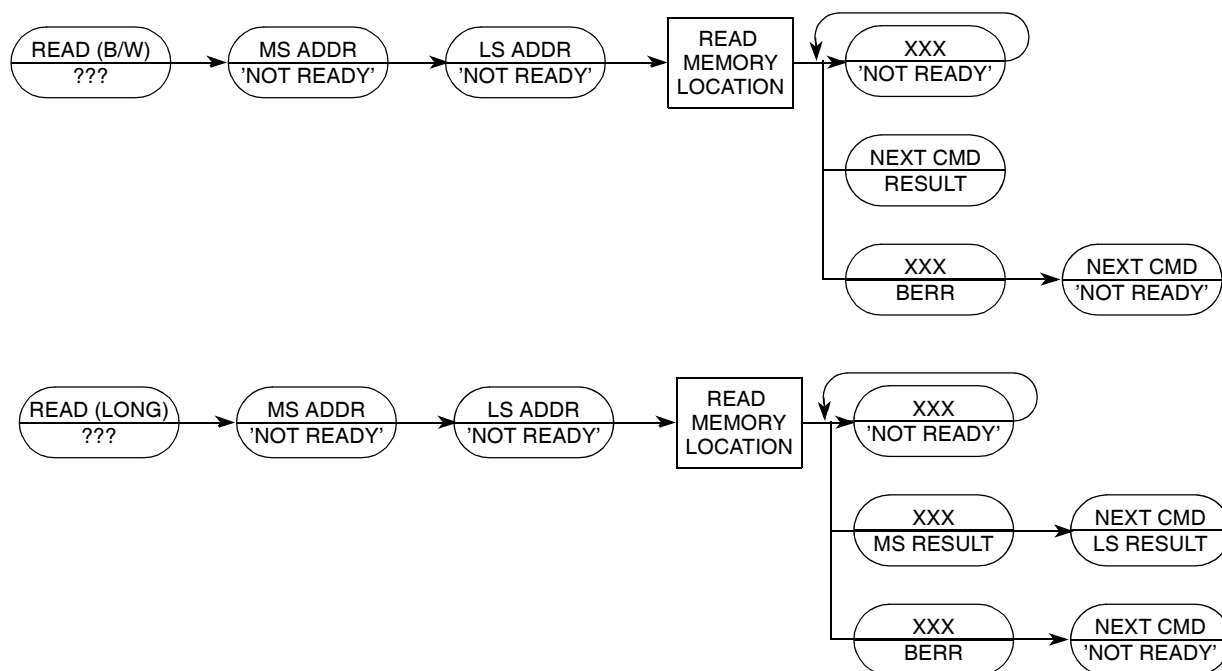 READ (B/W)
???
MS ADDR
'NOT READY'
LS ADDR
'NOT READY'
READ
MEMORY
LOCATION
XXX
'NOT READY'
NEXT CMD
RESULT
XXX
BERR
NEXT CMD
'NOT READY'
READ (LONG)
???
MS ADDR
'NOT READY'
LS ADDR
'NOT READY'
READ
MEMORY
LOCATION
XXX
'NOT READY'
XXX
MS RESULT
NEXT CMD
LS RESULT
XXX
BERR
NEXT CMD
'NOT READY'